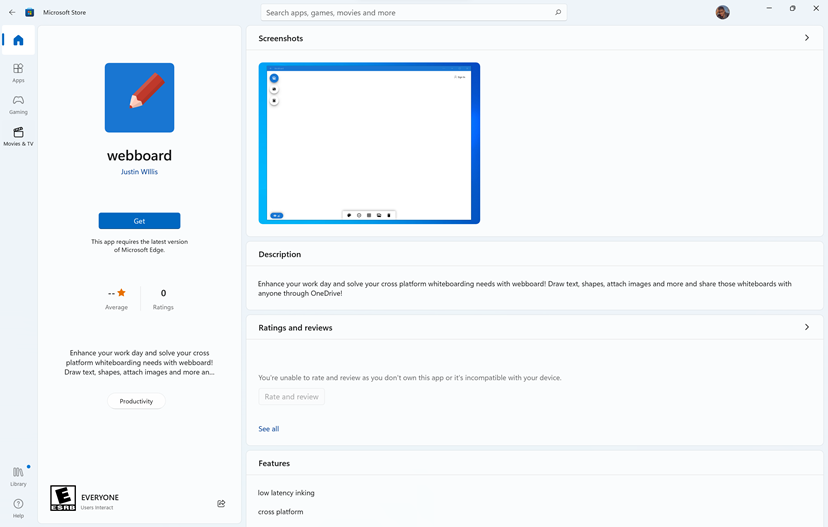 Microsoft Store
Search apps, games, movies and more
Apps
Gaming
Movies & TV
Library
Help
webboard
Justin WIllis
Get
This app requires the latest version
of Microsoft Edge.
--
Average
0
Ratings
Enhance your work day and solve your cross
platform whiteboarding needs with webboard!
Draw text, shapes, attach images and more an...
Productivity
E
ESRB
EVERYONE
Users Interact
Screenshots
Description
Enhance your work day and solve your cross platform whiteboarding needs with webboard! Draw text, shapes, attach images and more and share those whiteboards with
anyone through OneDrive!
Ratings and reviews
You're unable to rate and review as you don't own this app or it's incompatible with your device.
Rate and review
See all
Features
low latency inking
cross platform